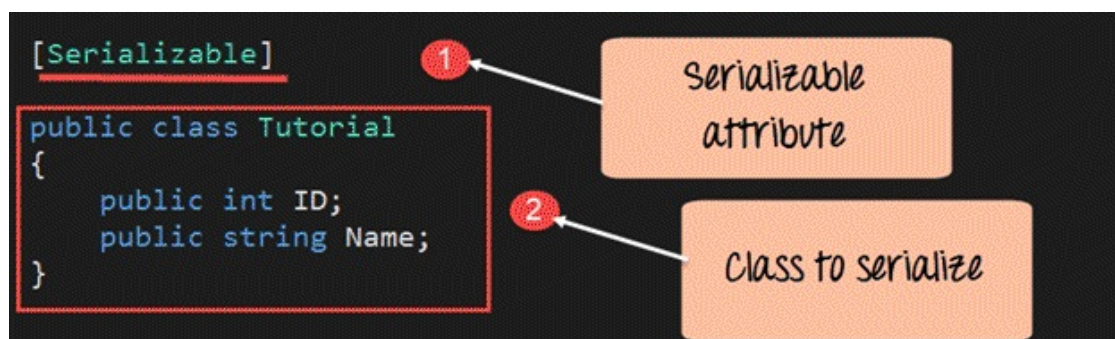 [Serializable]
1
Serializable
attribute
public class Tutorial
{
public int ID;
public string Name;
}
2
Class to serialize